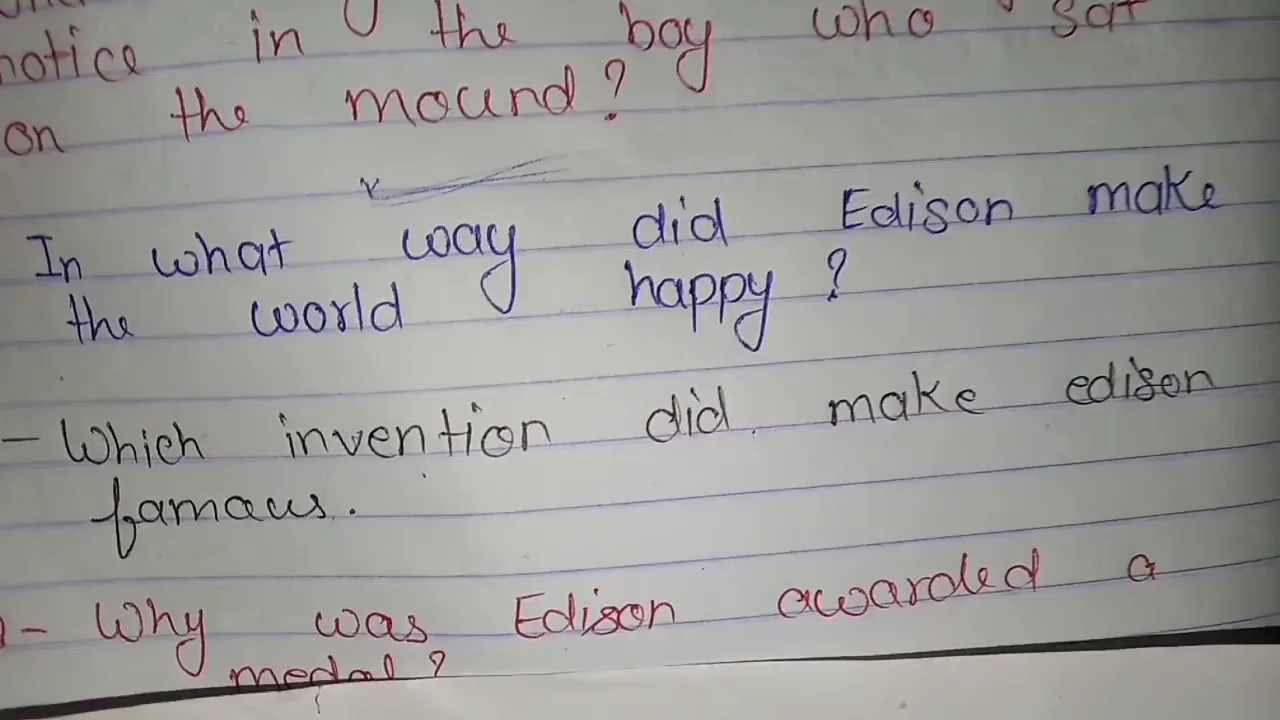 notice in the boy who sat
on the mound?
In what way did Edison make
the world happy?
- Which invention did make edison
famous.
- Why was Edison awarded a
medal?